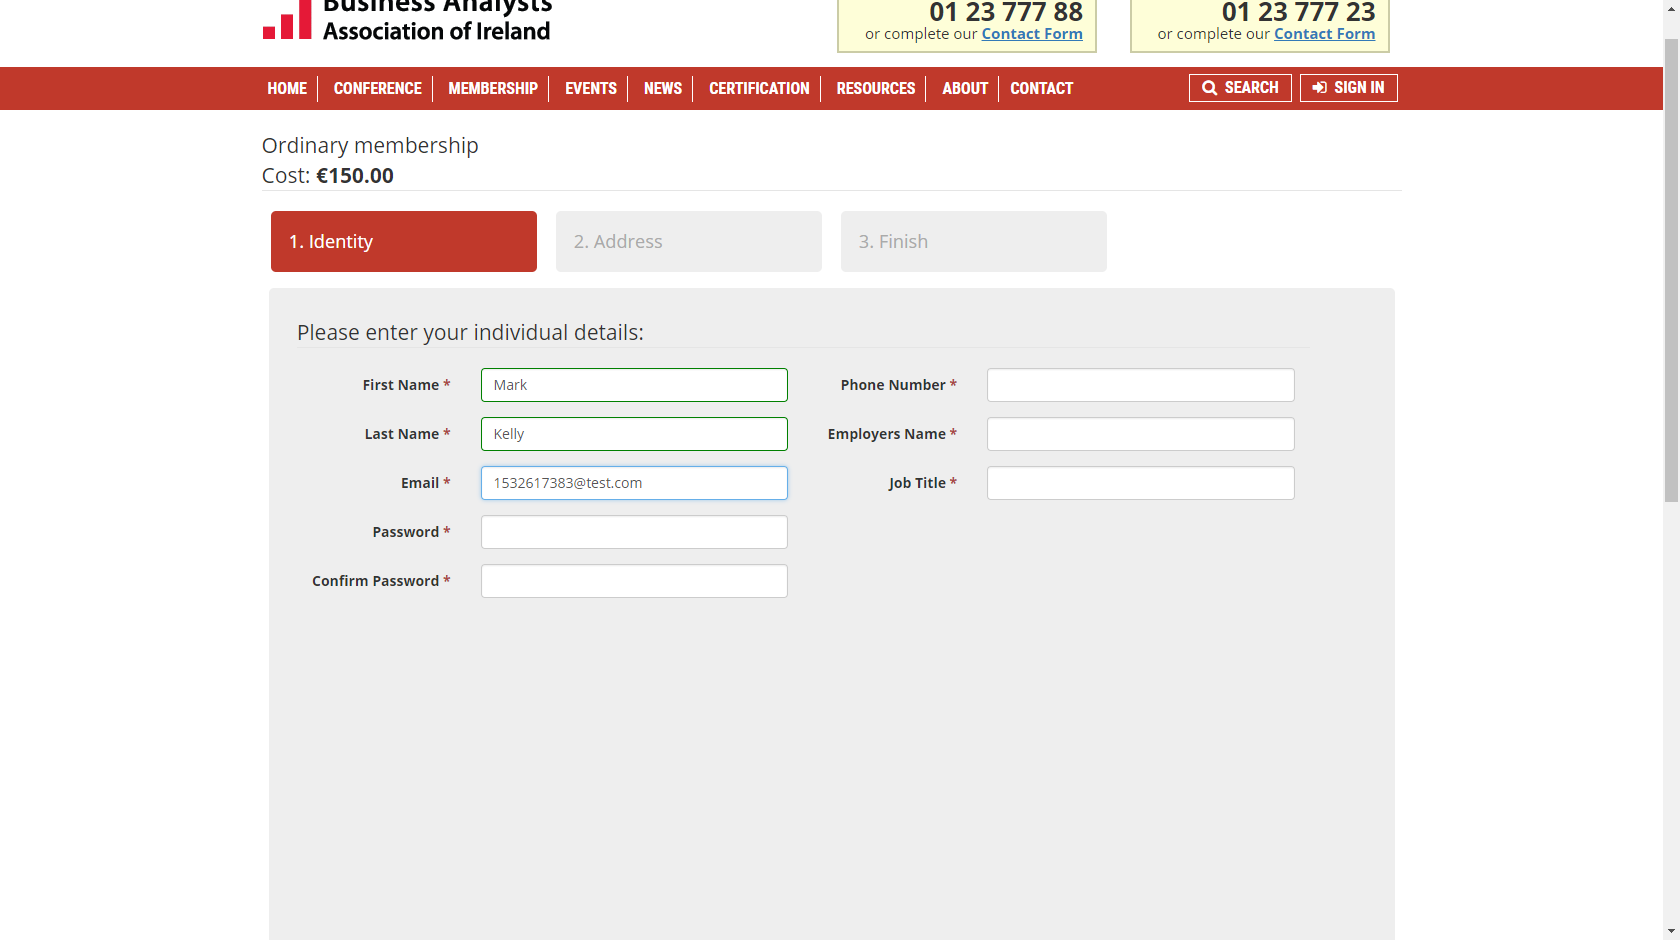 Business Analysts
Association of Ireland
01 23 777 88
or complete our Contact Form
01 23 777 23
or complete our Contact Form
HOME
CONFERENCE
MEMBERSHIP
EVENTS
NEWS
CERTIFICATION
RESOURCES
ABOUT
CONTACT
SEARCH
SIGN IN
Ordinary membership
Cost: €150.00
1. Identity
2. Address
3. Finish
Please enter your individual details:
First Name *
Mark
Last Name *
Kelly
Email *
1532617383@test.com
Password *
Confirm Password *
Phone Number *
Employers Name *
Job Title *